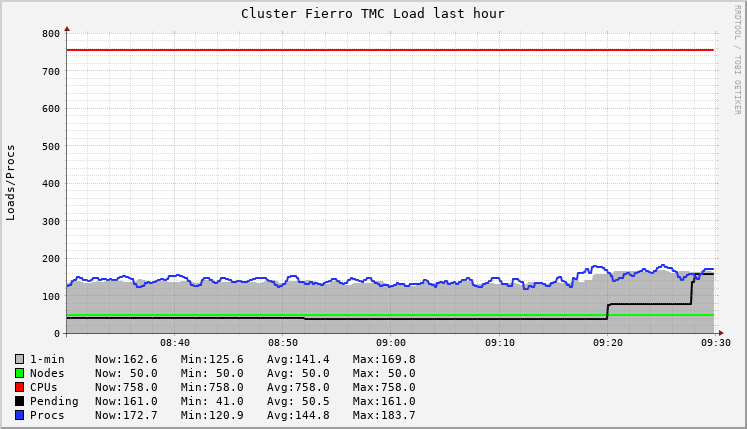 Cluster Fierro TMC Load last hour
RRDTOOL / TOBI OETIKER
Loads/Procs
800
700
600
500
400
300
200
100
0
08:40 08:50 09:00 09:10 09:20 09:30
1-min Now:162.6 Min:125.6 Avg:141.4 Max:169.8
Nodes Now: 50.0 Min: 50.0 Avg: 50.0 Max: 50.0
CPUs Now:758.0 Min:758.0 Avg:758.0 Max:758.0
Pending Now:161.0 Min: 41.0 Avg: 50.5 Max:161.0
Procs Now:172.7 Min:120.9 Avg:144.8 Max:183.7